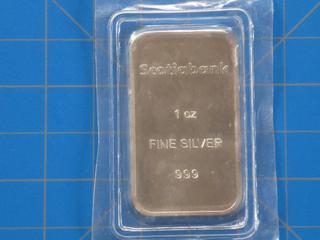 Scotiabank
1 oz
FINE SILVER
999